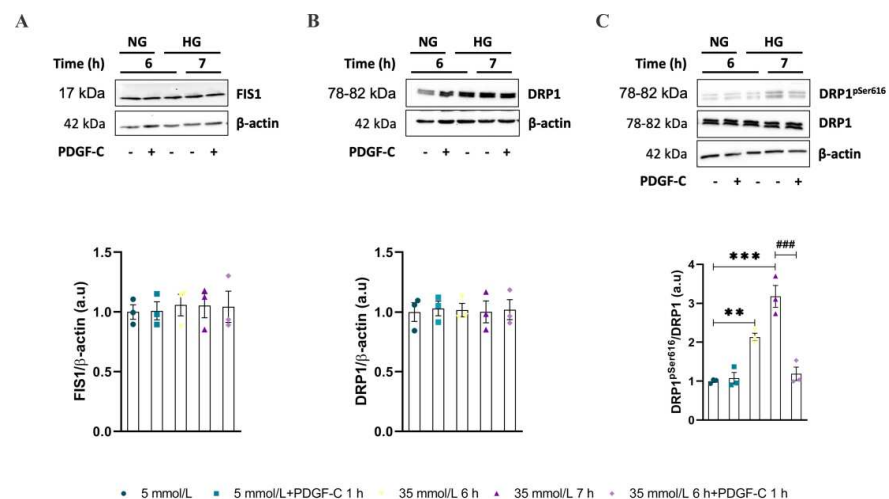 A
NG HG
Time (h) 6 7
17 kDa FIS1
42 kDa β-actin
PDGF-C - + - - +
FIS1/β-actin (a.u)
1.5
1.0
0.5
0.0
B
NG HG
Time (h) 6 7
78-82 kDa DRP1
42 kDa β-actin
PDGF-C - + - - +
DRP1/β-actin (a.u)
1.5
1.0
0.5
0.0
C
NG HG
Time (h) 6 7
78-82 kDa DRP1pSer616
78-82 kDa DRP1
42 kDa β-actin
PDGF-C - + - - +
DRP1pSer616/DRP1 (a.u)
4
3
2
1
0
***
###
**
5 mmol/L 5 mmol/L+PDGF-C 1 h 35 mmol/L 6 h 35 mmol/L 7 h 35 mmol/L 6 h+PDGF-C 1 h